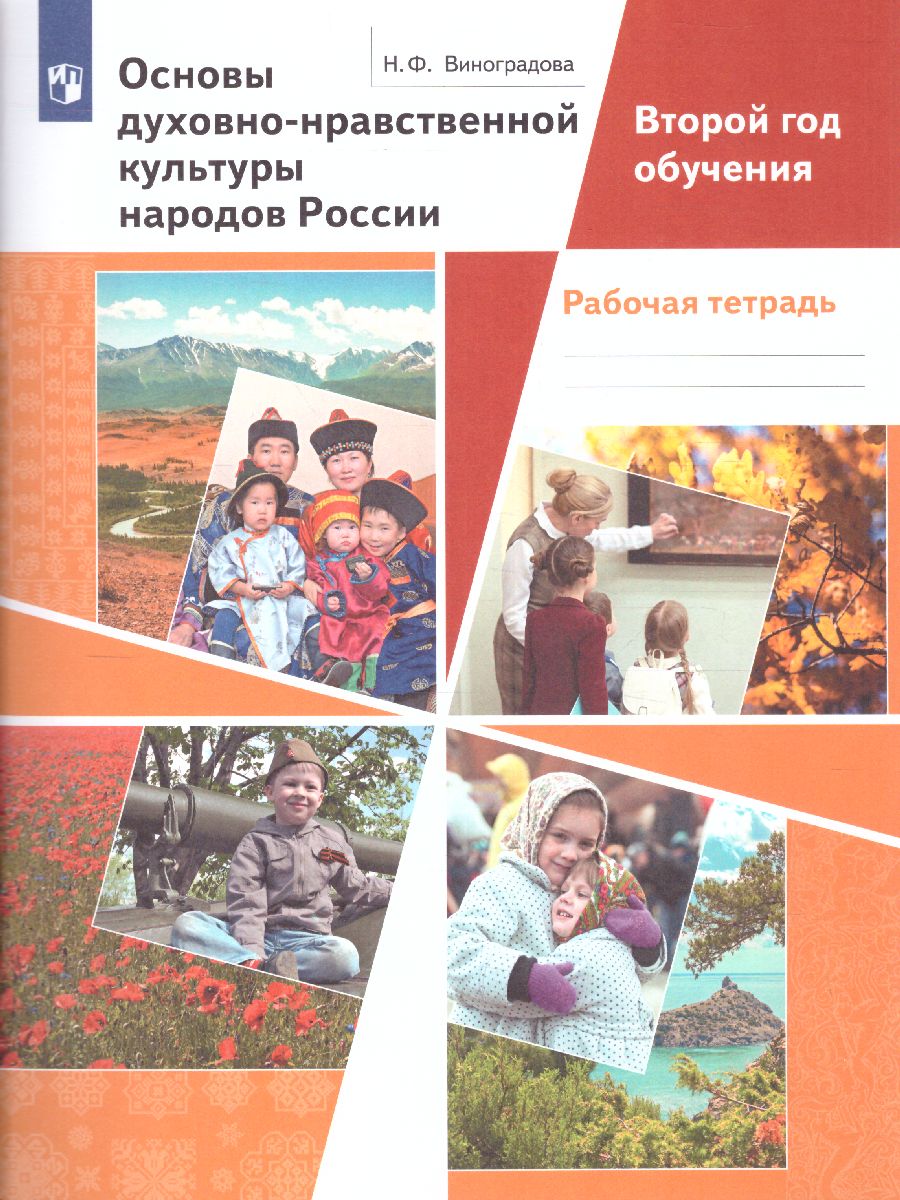 Н. Ф. Виноградова
Основы
духовно-нравственной
культуры
народов России
Второй год
обучения
Рабочая тетрадь